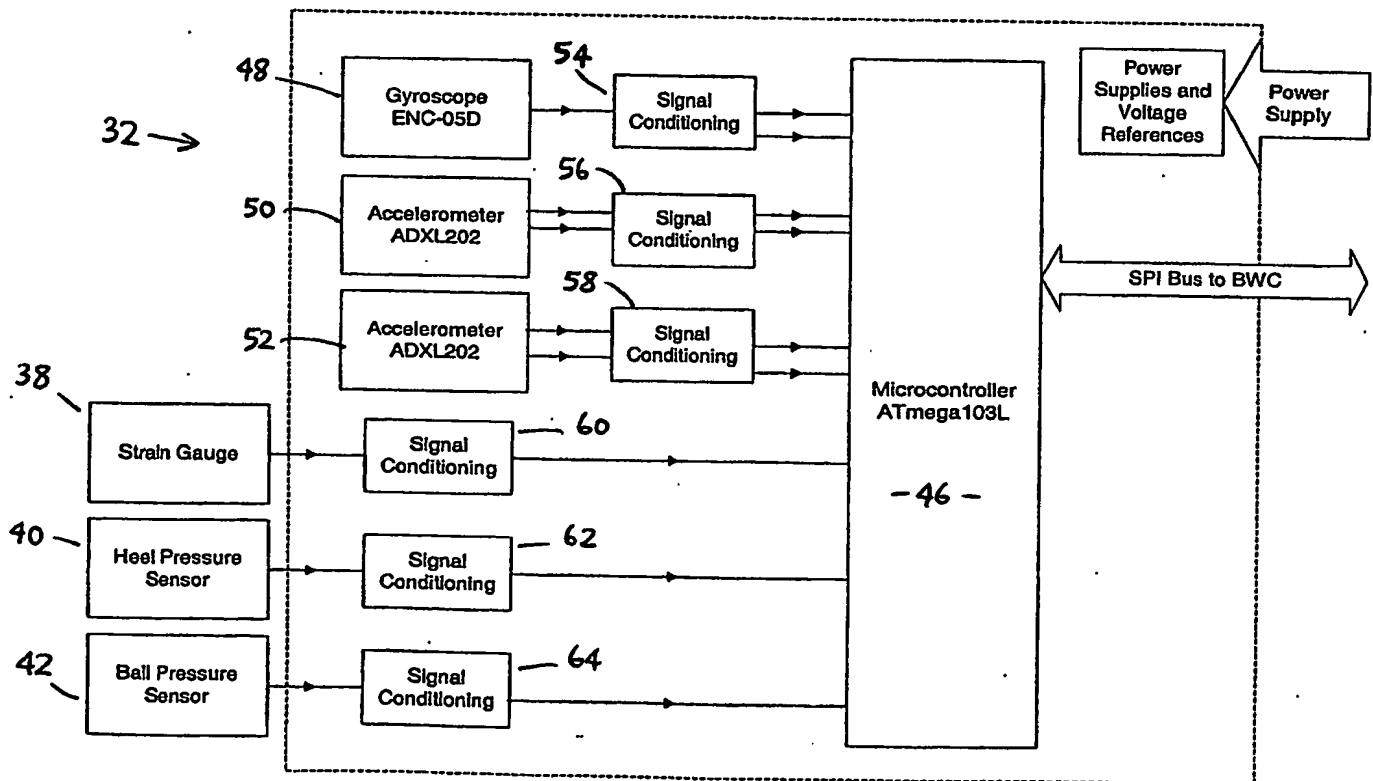 48
Gyroscope
ENC-05D
54
Signal
Conditioning
Power
Supplies and
Voltage
References
Power
Supply
32
50
Accelerometer
ADXL202
56
Signal
Conditioning
SPI Bus to BWC
52
Accelerometer
ADXL202
58
Signal
Conditioning
Microcontroller
ATmega103L
- 46 -
38
Strain Gauge
Signal
Conditioning
60
40
Heel Pressure
Sensor
Signal
Conditioning
62
42
Ball Pressure
Sensor
Signal
Conditioning
64